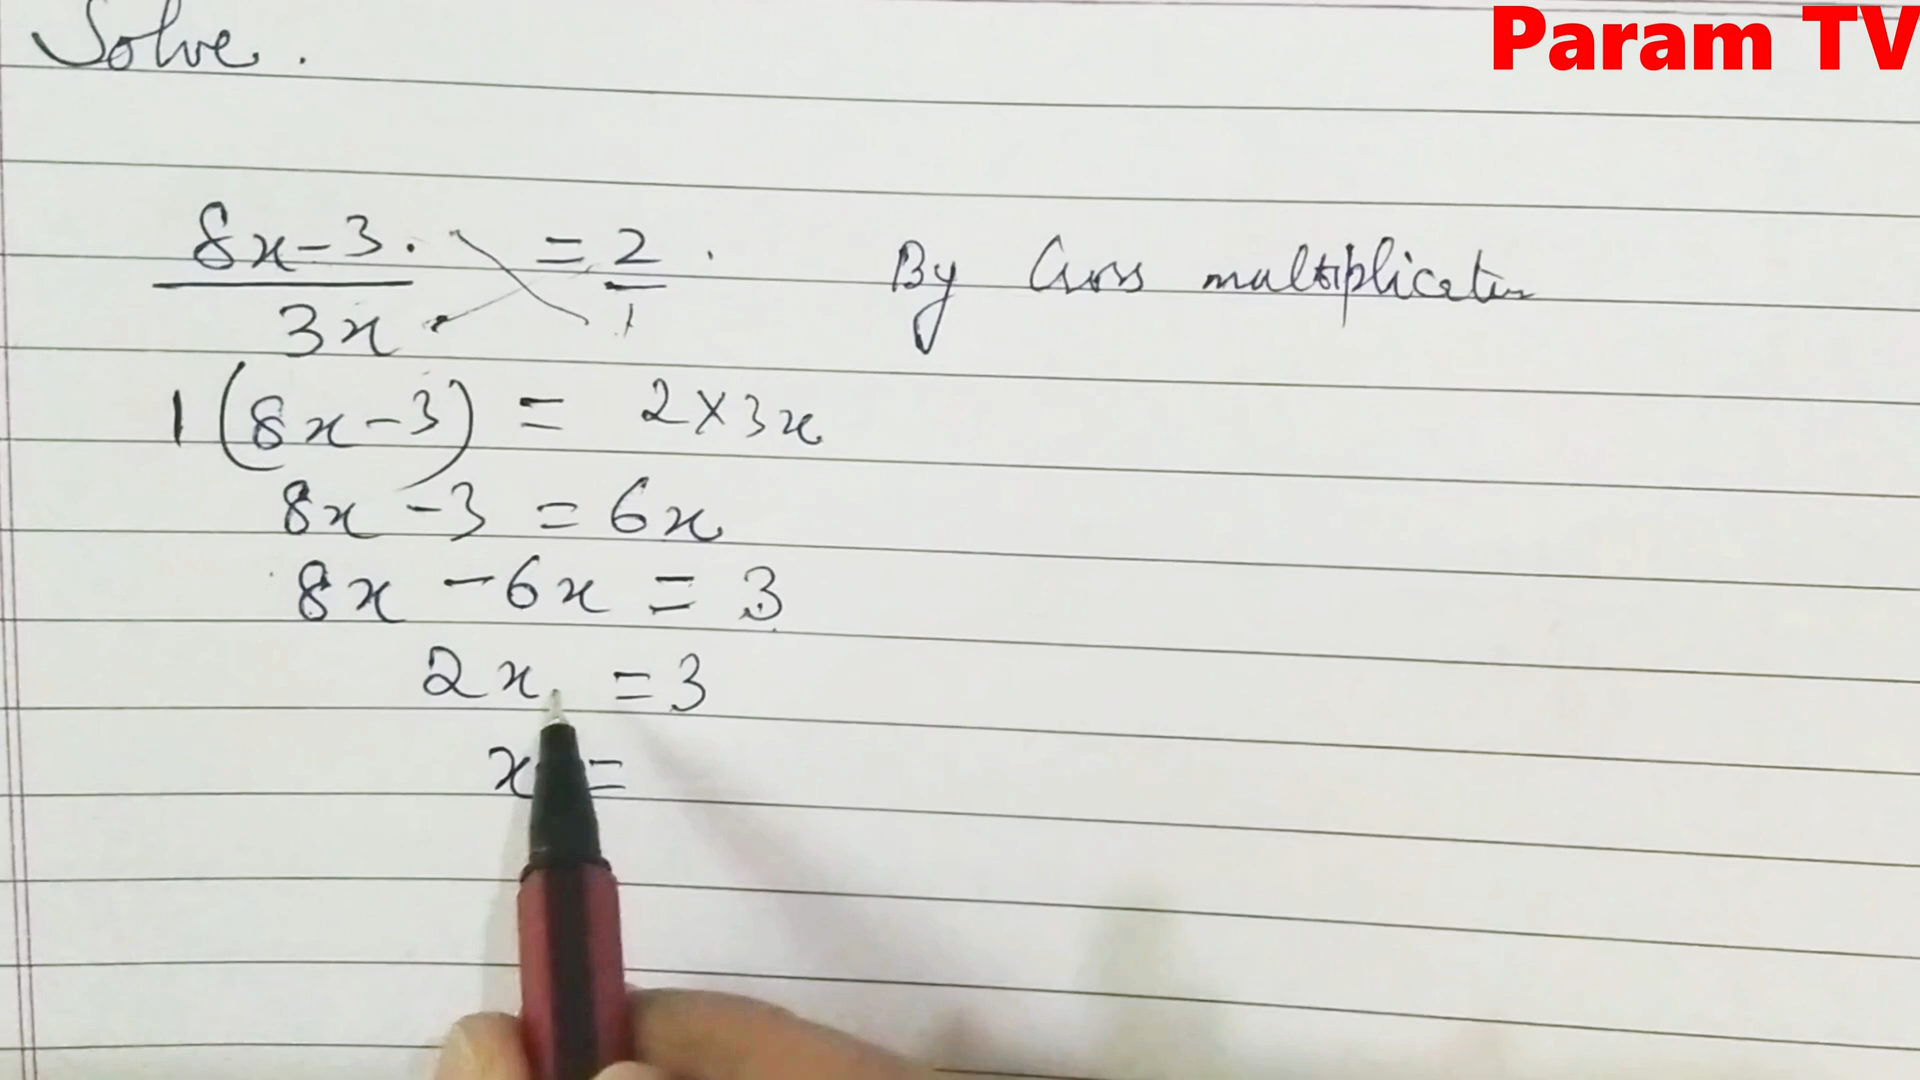 Solve.
Param TV
8x-3. = 2. By Cross multiplication
3x 1
1(8x-3) = 2×3x
8x-3 = 6x
8x-6x = 3
2x = 3
x =